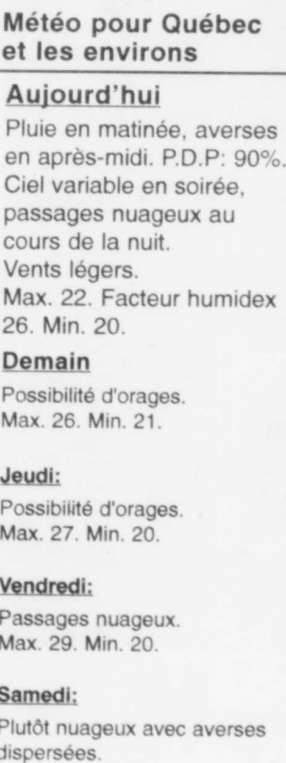 Météo pour Québec
et les environs
Aujourd'hui
Pluie en matinée, averses
en après-midi. P.D.P: 90%.
Ciel variable en soirée,
passages nuageux au
cours de la nuit.
Vents légers.
Max. 22. Facteur humidex
26. Min. 20.
Demain
Possibilité d'orages.
Max. 26. Min. 21.
Jeudi:
Possibilité d'orages.
Max. 27. Min. 20.
Vendredi:
Passages nuageux.
Max. 29. Min. 20.
Samedi:
Plutôt nuageux avec averses
dispersées.